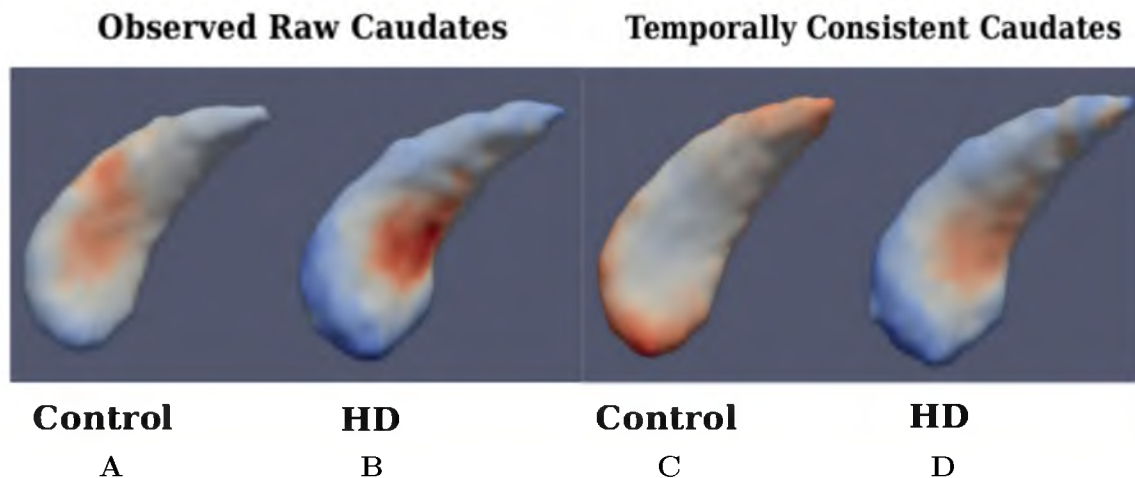 Observed Raw Caudates Temporally Consistent Caudates
Control HD Control HD
A B C D